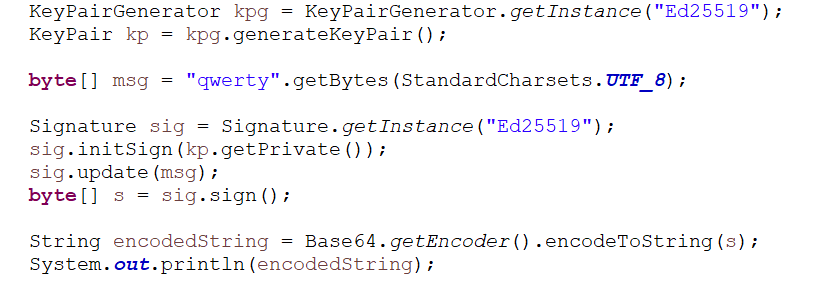 KeyPairGenerator kpg = KeyPairGenerator.getInstance("Ed25519");
KeyPair kp = kpg.generateKeyPair();
byte[] msg = "qwerty".getBytes(StandardCharsets.UTF_8);
Signature sig = Signature.getInstance("Ed25519");
sig.initSign(kp.getPrivate());
sig.update(msg);
byte[] s = sig.sign();
String encodedString = Base64.getEncoder().encodeToString(s);
System.out.println(encodedString);